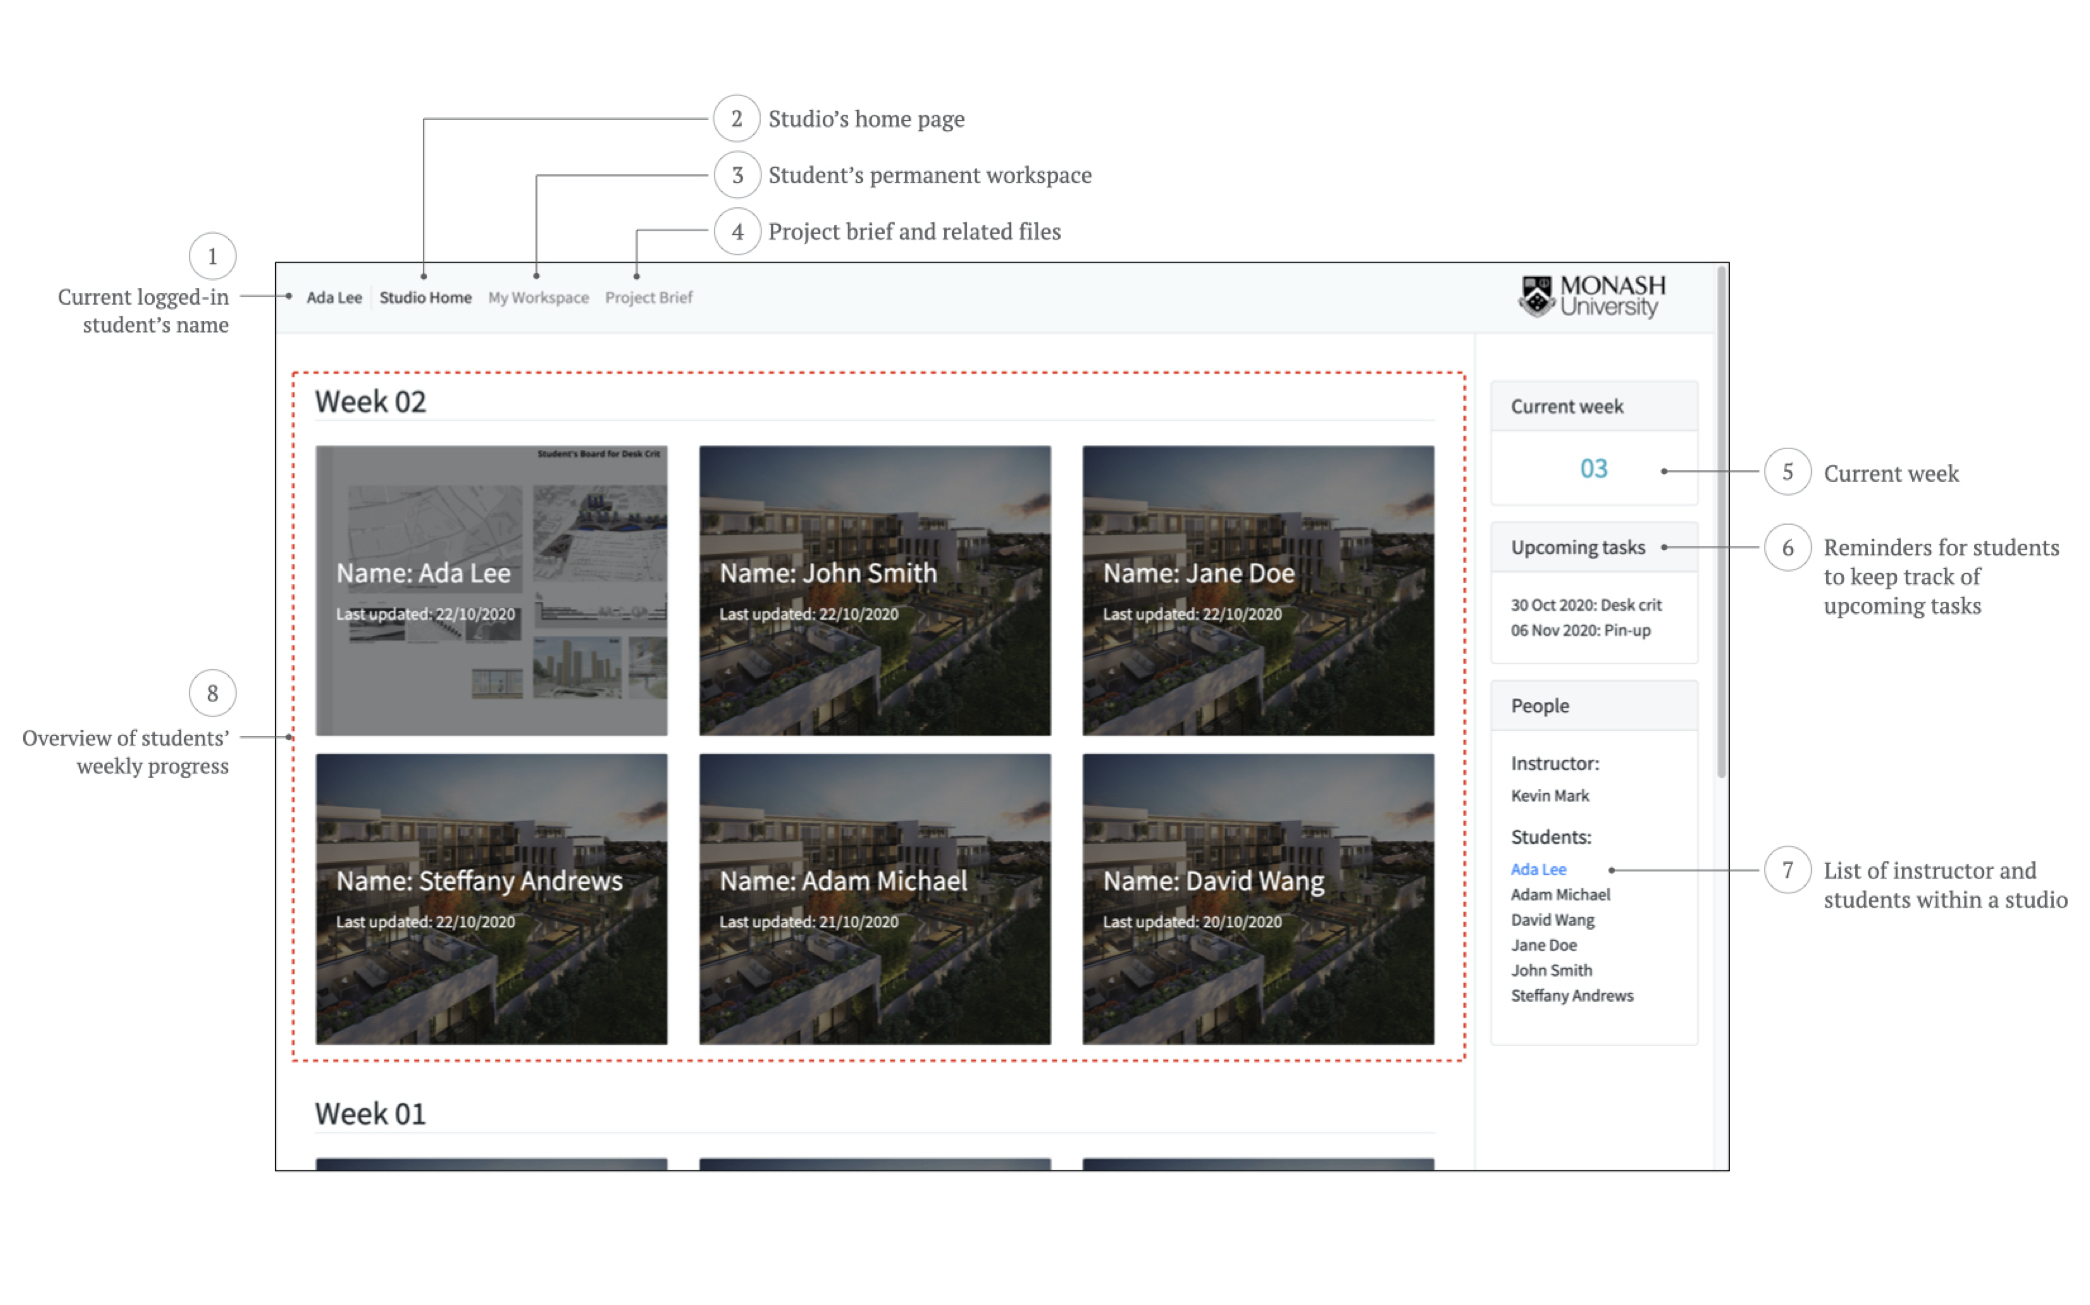 2 Studio’s home page
3 Student’s permanent workspace
4 Project brief and related files
1
Current logged-in
student’s name
Ada Lee Studio Home My Workspace Project Brief
MONASH
University
Week 02
Student's Board for Desk Crit
Name: Ada Lee
Last updated: 22/10/2020
Name: John Smith
Last updated: 22/10/2020
Name: Jane Doe
Last updated: 22/10/2020
Name: Steffany Andrews
Last updated: 22/10/2020
Name: Adam Michael
Last updated: 21/10/2020
Name: David Wang
Last updated: 20/10/2020
8
Overview of students’
weekly progress
Week 01
Current week
03
5 Current week
Upcoming tasks
30 Oct 2020: Desk crit
06 Nov 2020: Pin-up
6 Reminders for students
to keep track of
upcoming tasks
People
Instructor:
Kevin Mark
Students:
Ada Lee
Adam Michael
David Wang
Jane Doe
John Smith
Steffany Andrews
7 List of instructor and
students within a studio